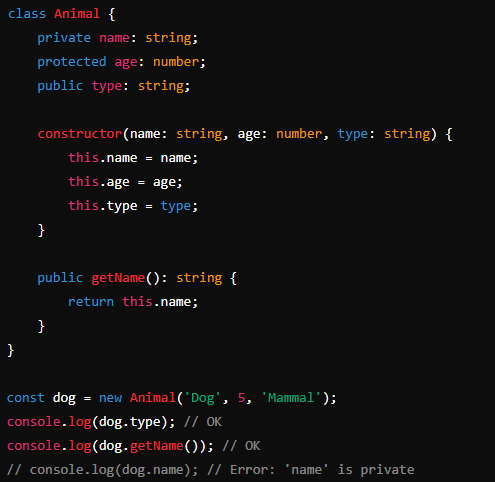 class Animal {
    private name: string;
    protected age: number;
    public type: string;

    constructor(name: string, age: number, type: string) {
        this.name = name;
        this.age = age;
        this.type = type;
    }

    public getName(): string {
        return this.name;
    }
}

const dog = new Animal('Dog', 5, 'Mammal');
console.log(dog.type); // OK
console.log(dog.getName()); // OK
// console.log(dog.name); // Error: 'name' is private